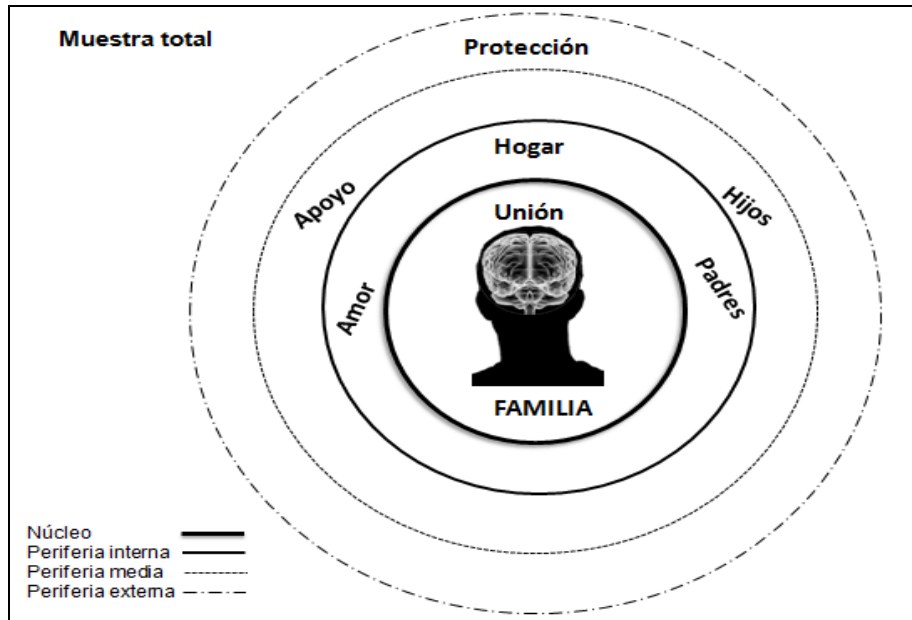 Muestra total
Protección
Hogar
Apoyo
Hijos
Unión
Amor
Padres
FAMILIA
Núcleo
Periferia interna
Periferia media
Periferia externa